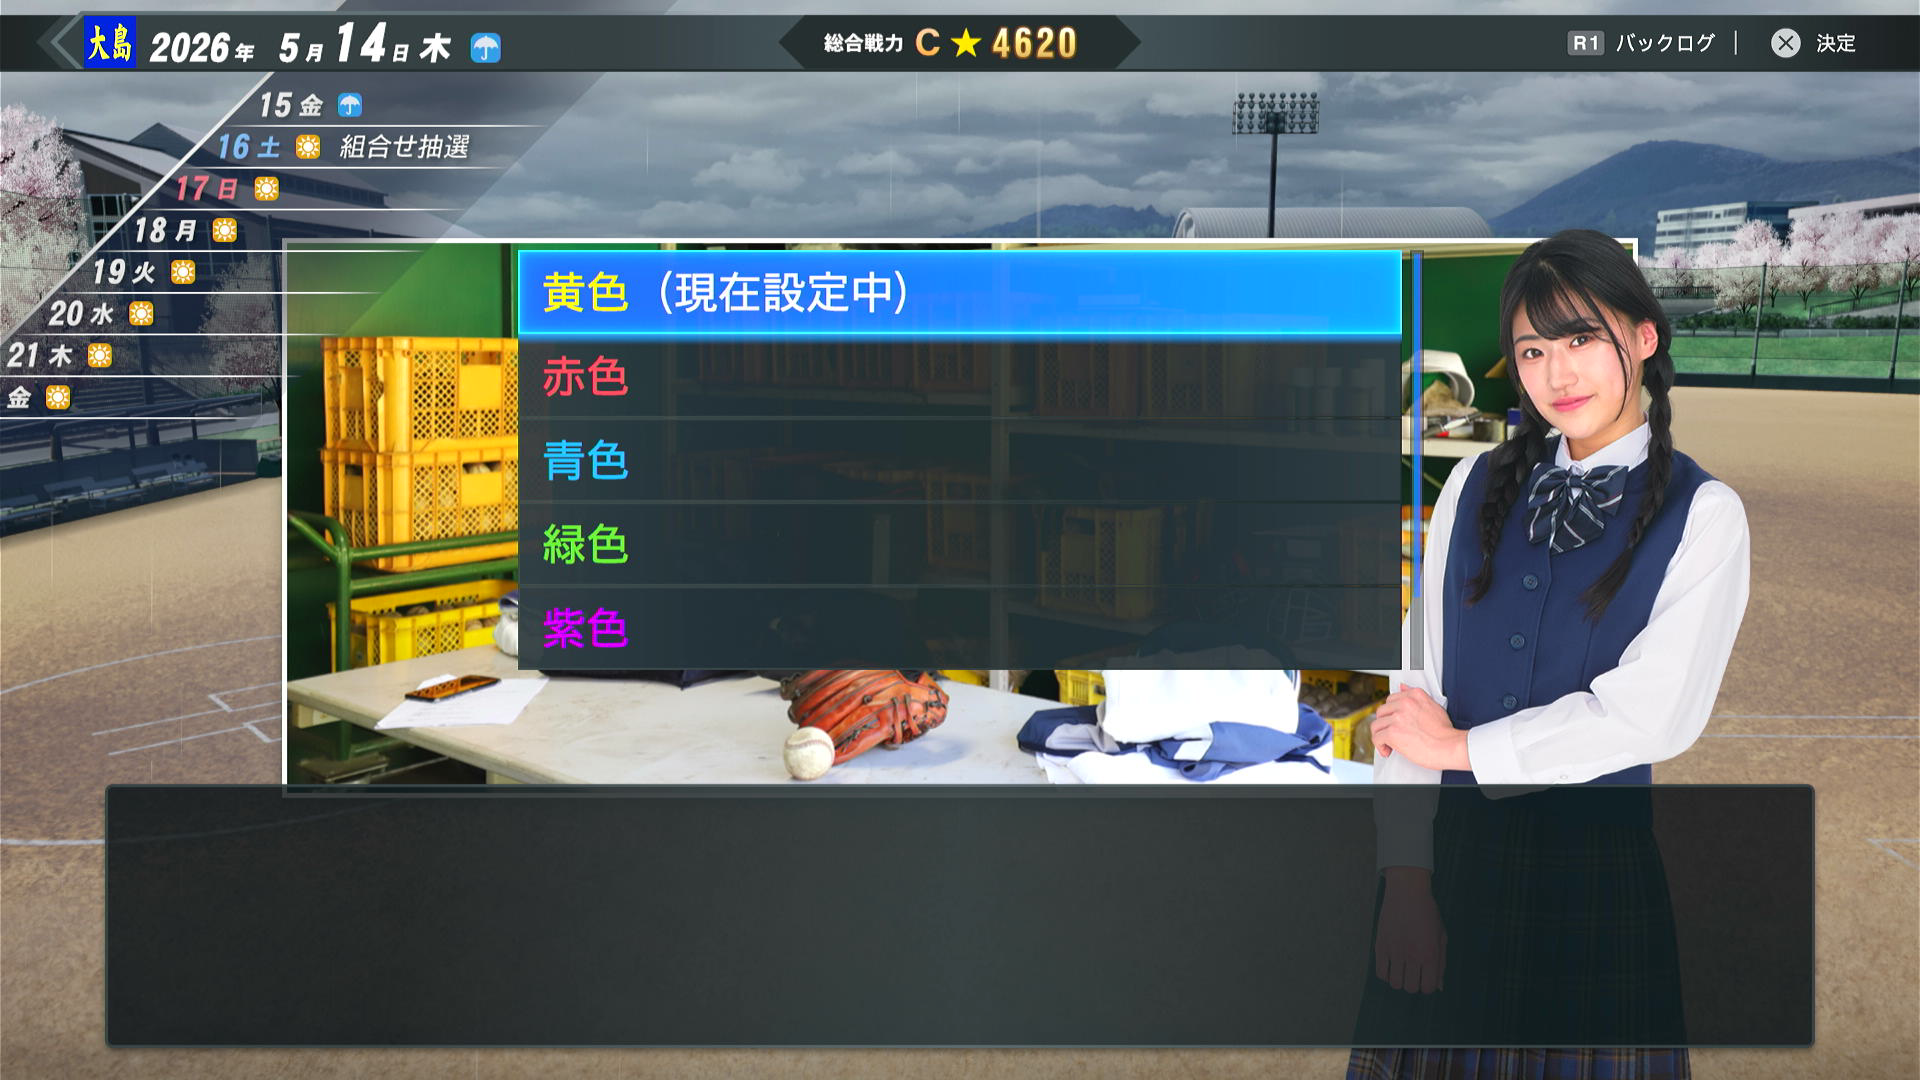 大島 2026年 5月14日 木
総合戦力 C ★ 4620
R1 バックログ | ⊗ 決定
15 金
16 土 組合せ抽選
17 日
18 月
19 火
20 水
21 木
金
黄色 (現在設定中)
赤色
青色
緑色
紫色